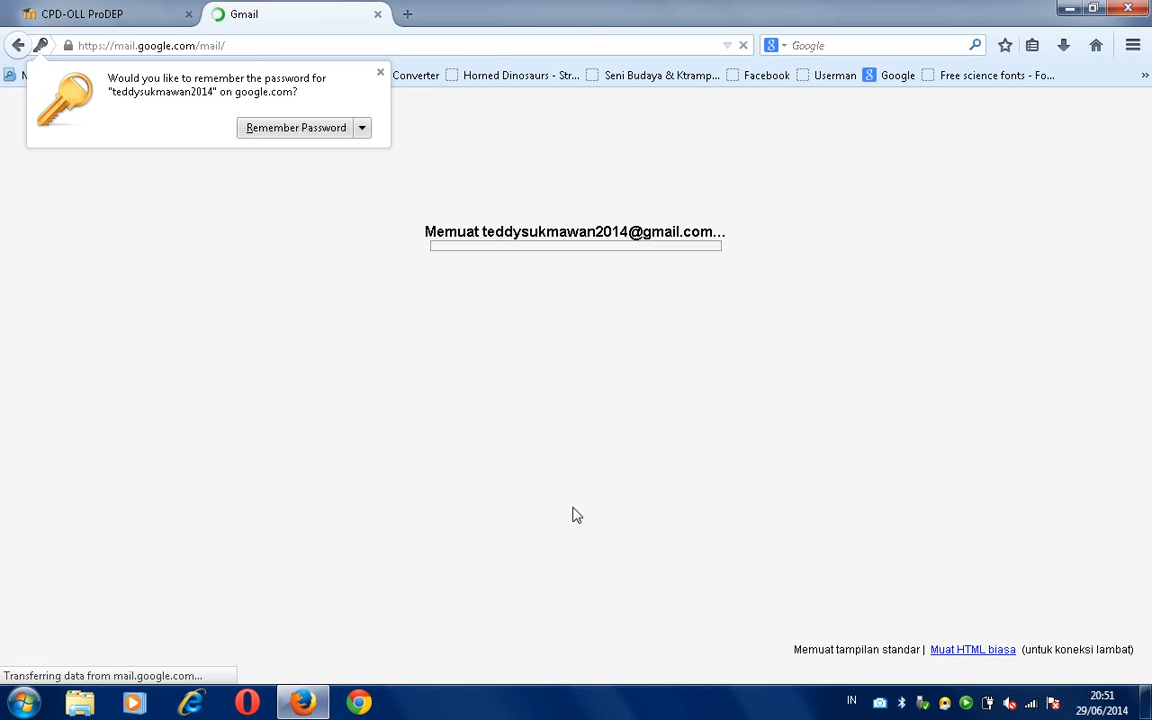 CPD-OLL ProDEP
Gmail
https://mail.google.com/mail/
Google
Converter
Horned Dinosaurs - Str...
Seni Budaya & Ktramp...
Facebook
Userman
Google
Free science fonts - Fo...
»
Would you like to remember the password for
"teddysukmawan2014" on google.com?
Remember Password
Memuat teddysukmawan2014@gmail.com...
Memuat tampilan standar | Muat HTML biasa (untuk koneksi lambat)
Transferring data from mail.google.com...
IN
20:51
29/06/2014